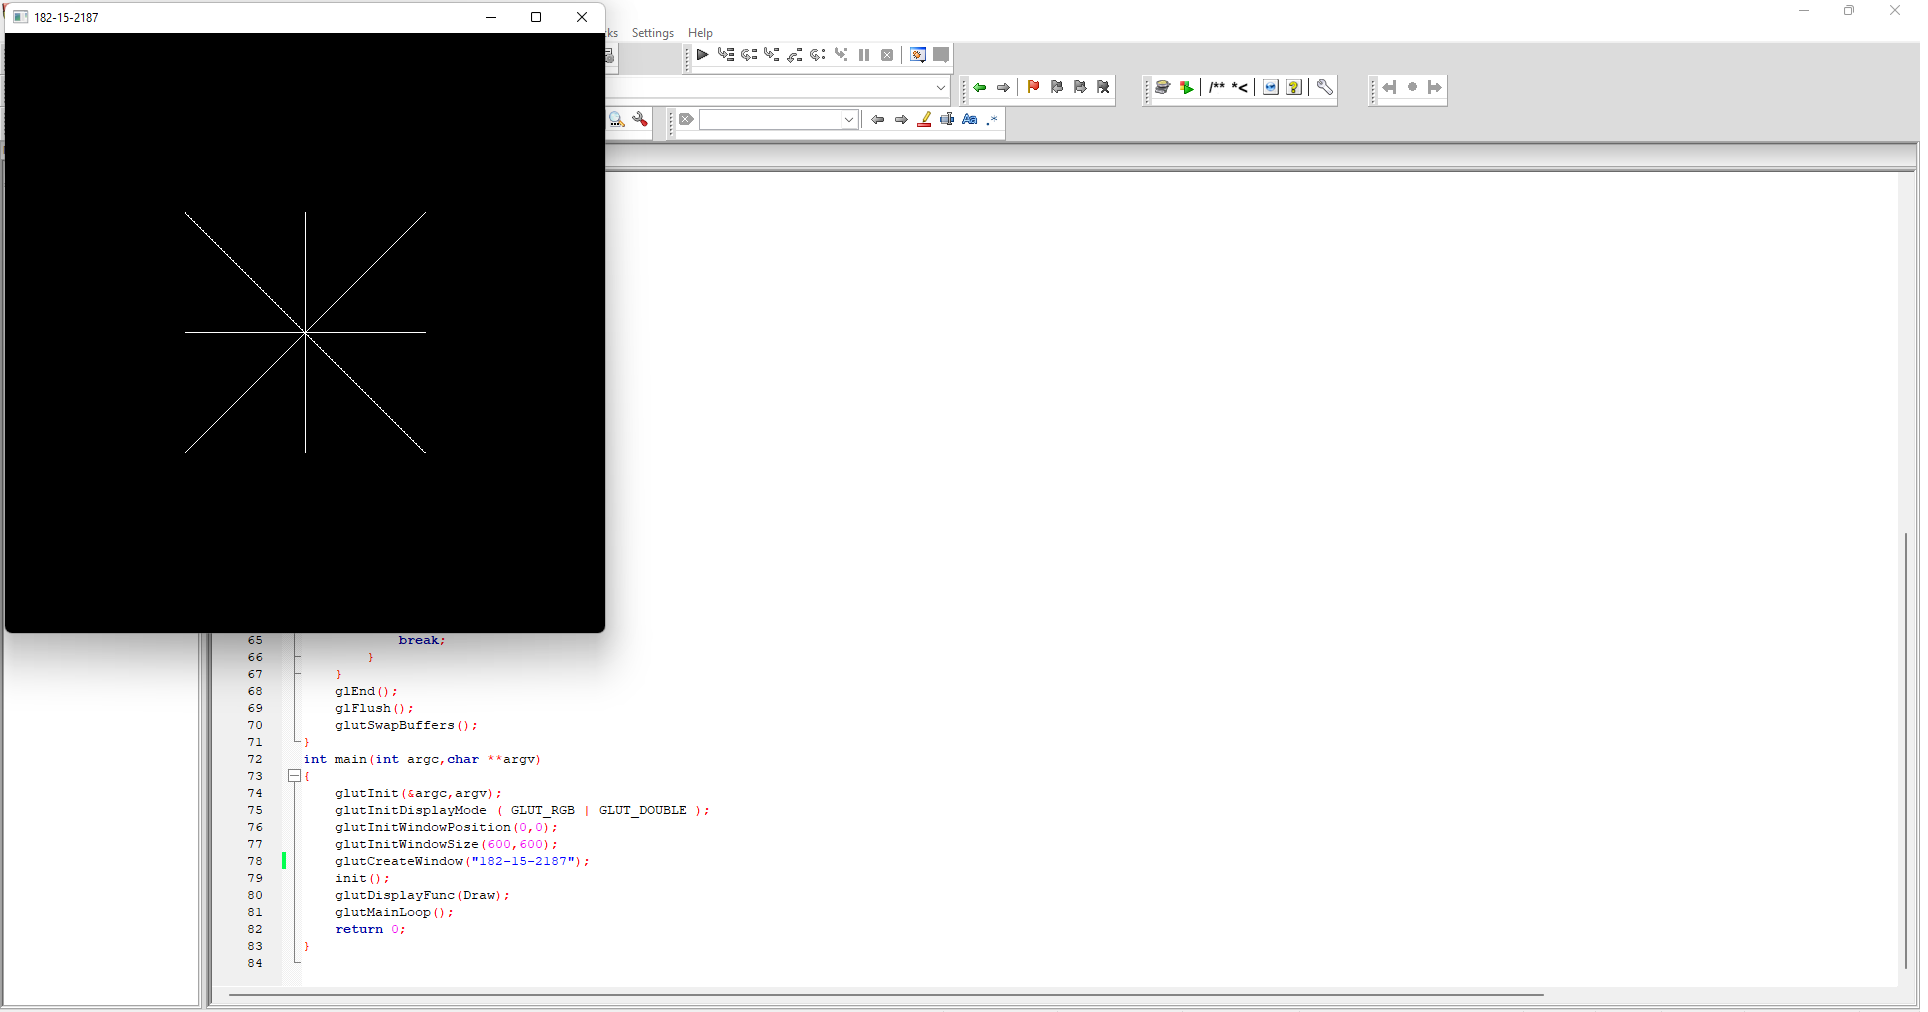 182-15-2187
ks Settings Help
/** *<
Aa .*
65 break;
66 }
67 }
68 glEnd();
69 glFlush();
70 glutSwapBuffers();
71 }
72 int main(int argc,char **argv)
73 {
74 glutInit(&argc,argv);
75 glutInitDisplayMode ( GLUT_RGB | GLUT_DOUBLE );
76 glutInitWindowPosition(0,0);
77 glutInitWindowSize(600,600);
78 glutCreateWindow("182-15-2187");
79 init();
80 glutDisplayFunc(Draw);
81 glutMainLoop();
82 return 0;
83 }
84